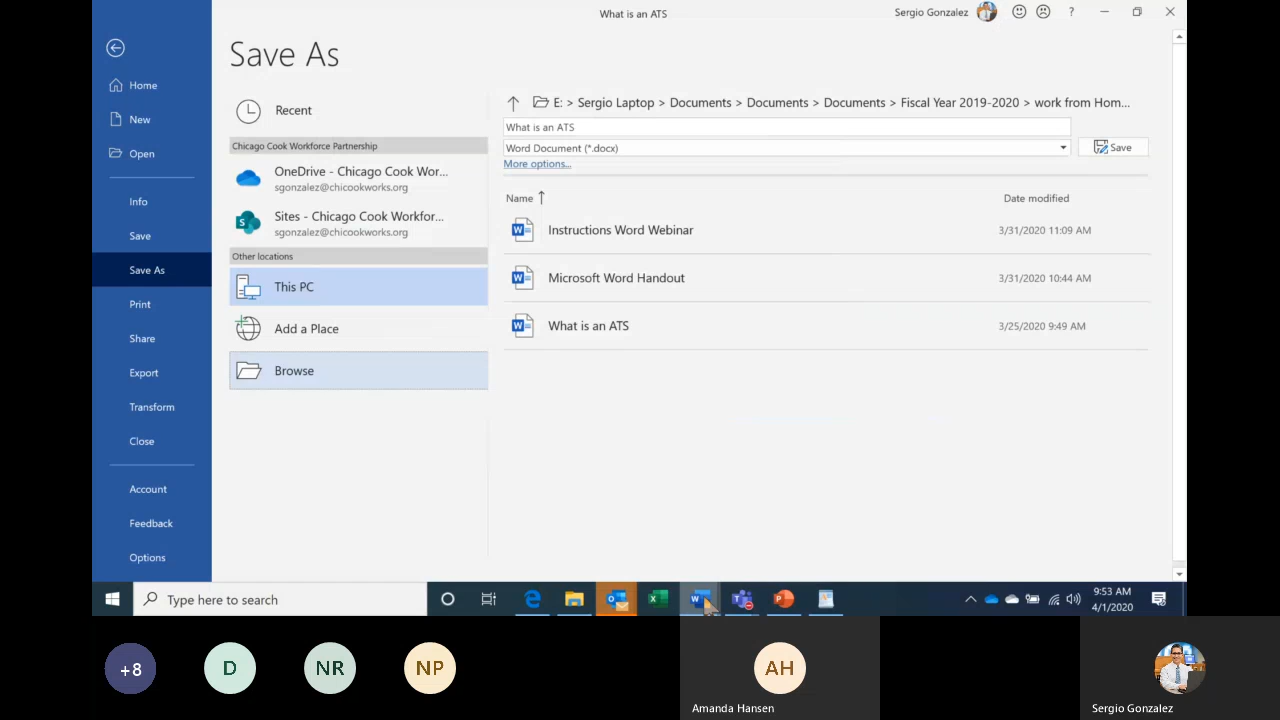 What is an ATS
Sergio Gonzalez
?
Save As
Home
New
Open
Info
Save
Save As
Print
Share
Export
Transform
Close
Account
Feedback
Options
Recent
Chicago Cook Workforce Partnership
OneDrive - Chicago Cook Wor...
sgonzalez@chicookworks.org
Sites - Chicago Cook Workfor...
sgonzalez@chicookworks.org
Other locations
This PC
Add a Place
Browse
E: > Sergio Laptop > Documents > Documents > Documents > Fiscal Year 2019-2020 > work from Hom...
What is an ATS
Word Document (*.docx)
Save
More options...
Name
Date modified
Instructions Word Webinar
3/31/2020 11:09 AM
Microsoft Word Handout
3/31/2020 10:44 AM
What is an ATS
3/25/2020 9:49 AM
Type here to search
9:53 AM
4/1/2020
+8
D
NR
NP
AH
Amanda Hansen
Sergio Gonzalez